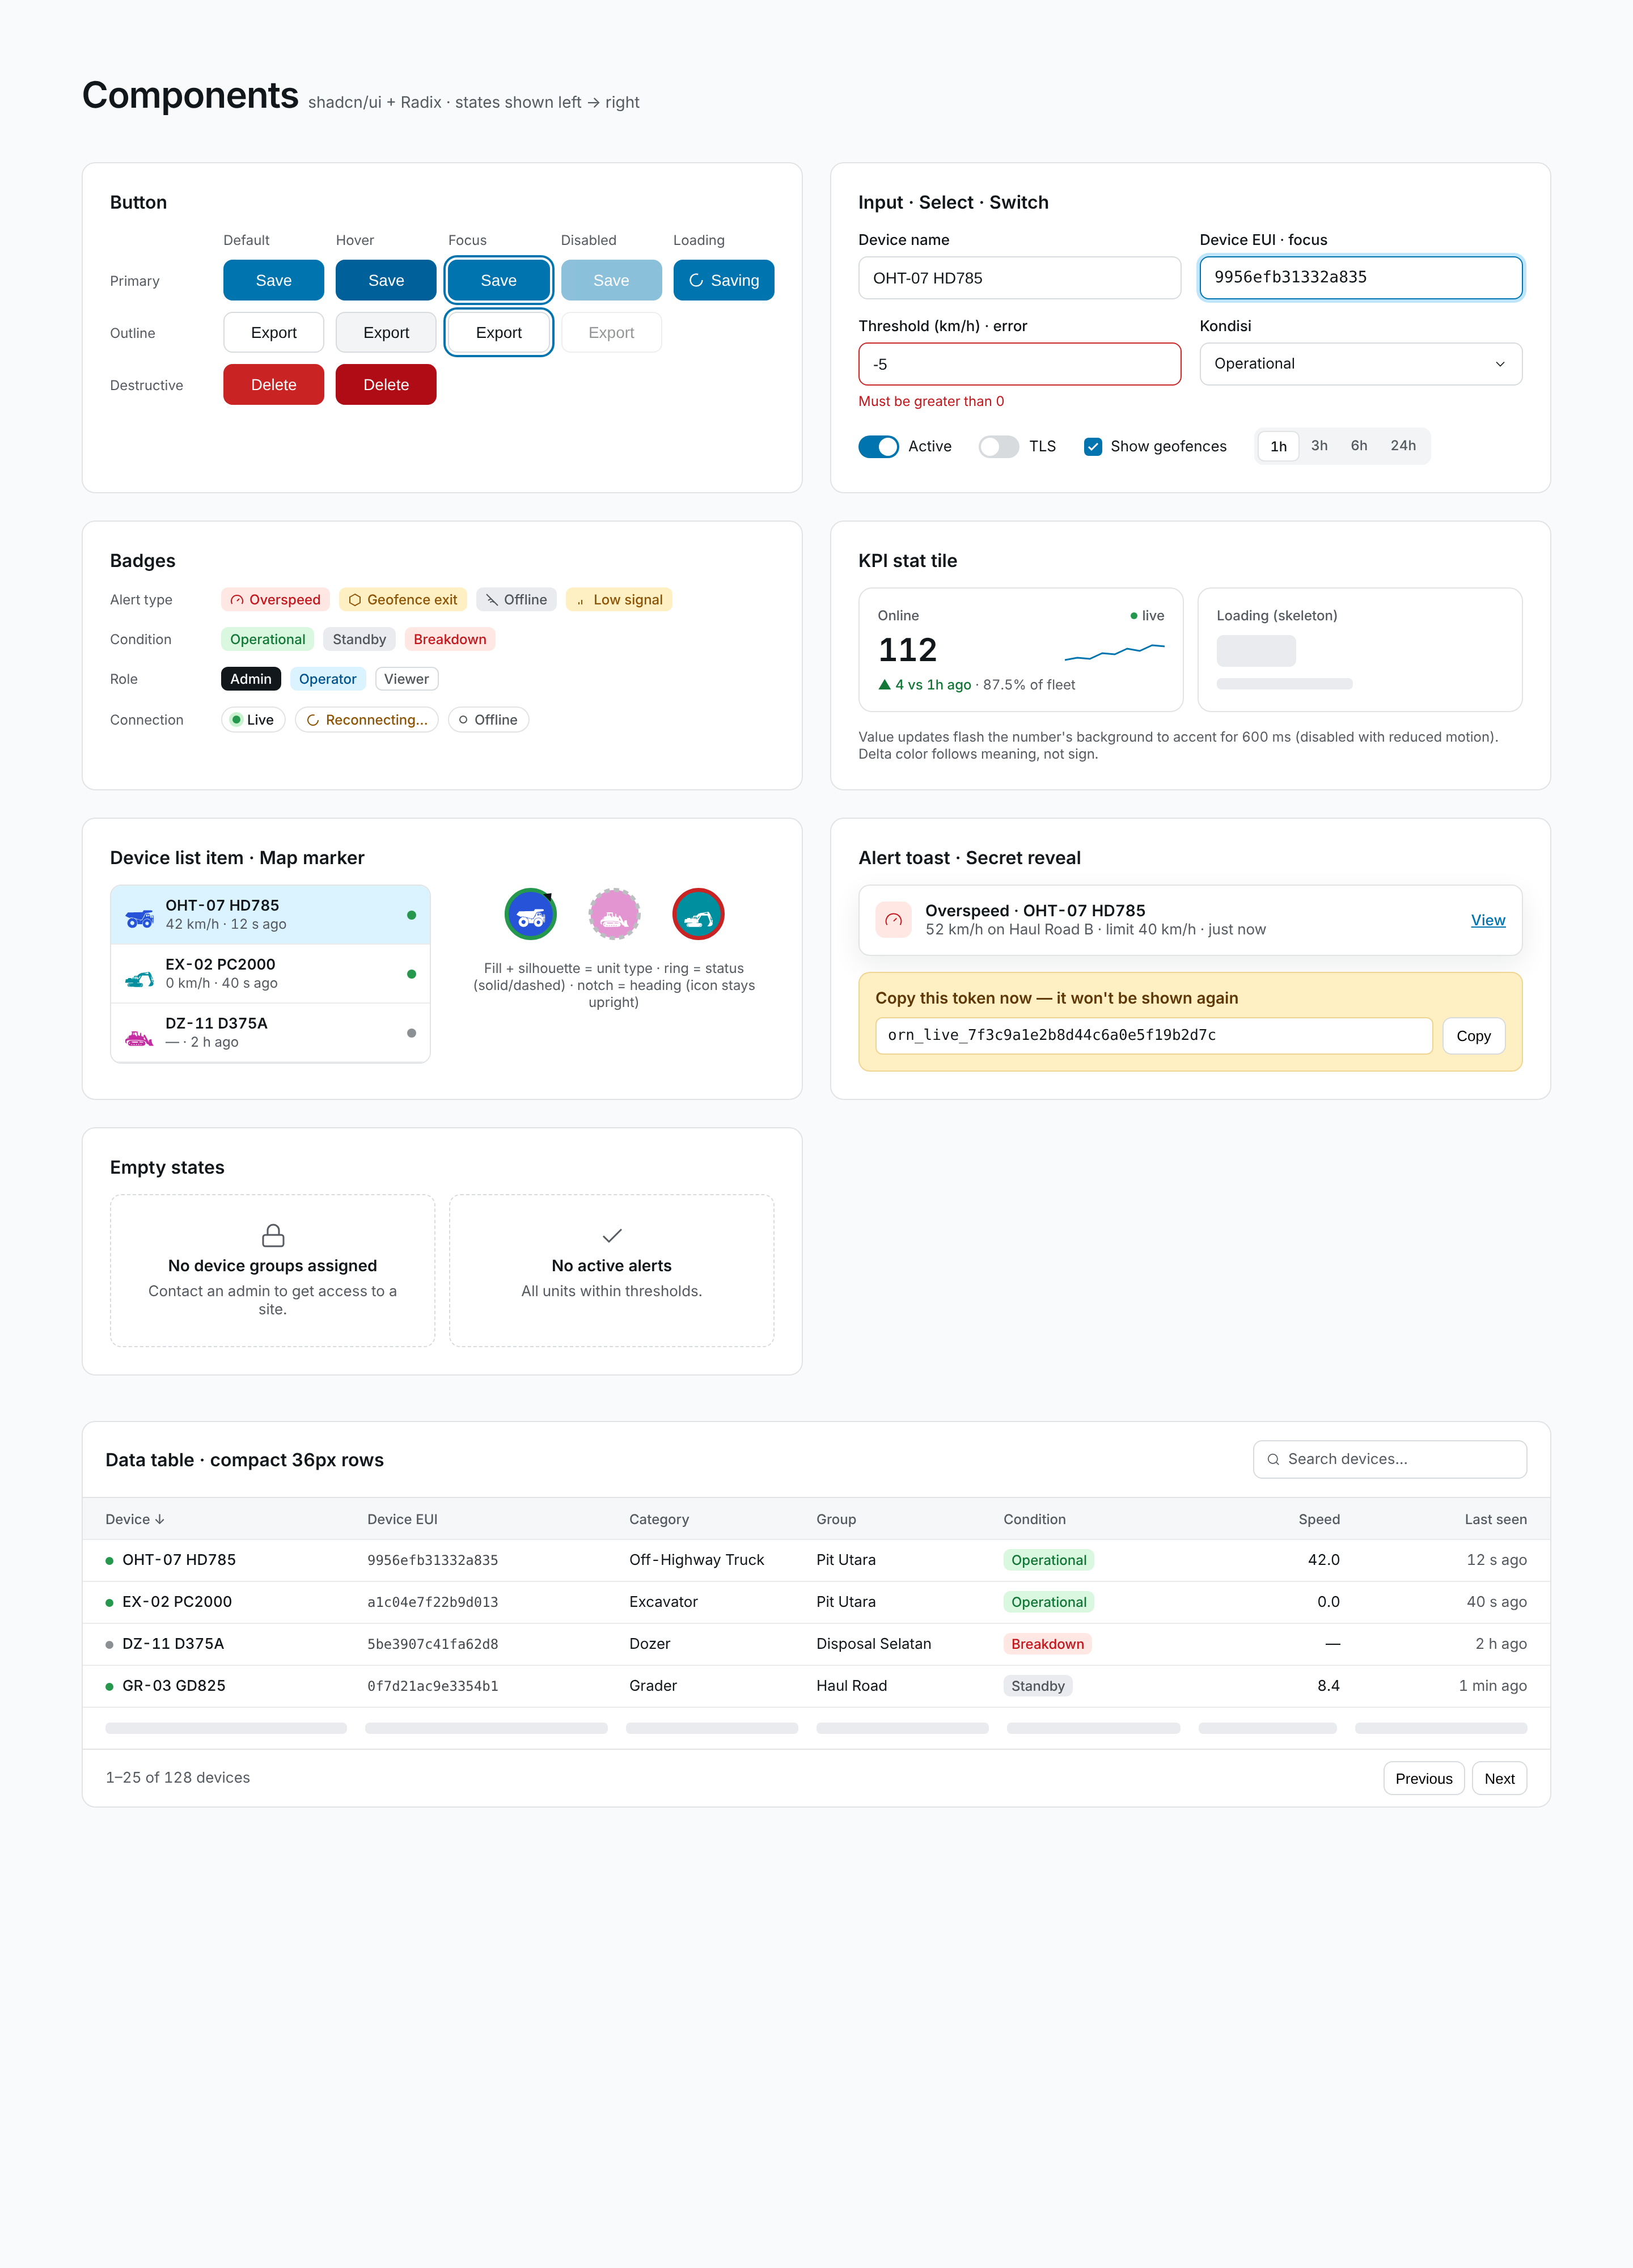 Components shadcn/ui + Radix · states shown left → right
Button
Default Hover Focus Disabled Loading
Primary Save Save Save Save Saving
Outline Export Export Export Export
Destructive Delete Delete
Input · Select · Switch
Device name Device EUI · focus
OHT-07 HD785 9956efb31332a835
Threshold (km/h) · error Kondisi
-5 Operational
Must be greater than 0
Active TLS Show geofences 1h 3h 6h 24h
Badges
Alert type Overspeed Geofence exit Offline Low signal
Condition Operational Standby Breakdown
Role Admin Operator Viewer
Connection Live Reconnecting… Offline
KPI stat tile
Online live
112
▲ 4 vs 1h ago · 87.5% of fleet
Loading (skeleton)
Value updates flash the number's background to accent for 600 ms (disabled with reduced motion).
Delta color follows meaning, not sign.
Device list item · Map marker
OHT-07 HD785
42 km/h · 12 s ago
EX-02 PC2000
0 km/h · 40 s ago
DZ-11 D375A
— · 2 h ago
Fill + silhouette = unit type · ring = status
(solid/dashed) · notch = heading (icon stays
upright)
Alert toast · Secret reveal
Overspeed · OHT-07 HD785
52 km/h on Haul Road B · limit 40 km/h · just now
View
Copy this token now — it won't be shown again
orn_live_7f3c9a1e2b8d44c6a0e5f19b2d7c Copy
Empty states
No device groups assigned
Contact an admin to get access to a
site.
No active alerts
All units within thresholds.
Data table · compact 36px rows Search devices…
Device ↓ Device EUI Category Group Condition Speed Last seen
OHT-07 HD785 9956efb31332a835 Off-Highway Truck Pit Utara Operational 42.0 12 s ago
EX-02 PC2000 a1c04e7f22b9d013 Excavator Pit Utara Operational 0.0 40 s ago
DZ-11 D375A 5be3907c41fa62d8 Dozer Disposal Selatan Breakdown — 2 h ago
GR-03 GD825 0f7d21ac9e3354b1 Grader Haul Road Standby 8.4 1 min ago
1–25 of 128 devices Previous Next